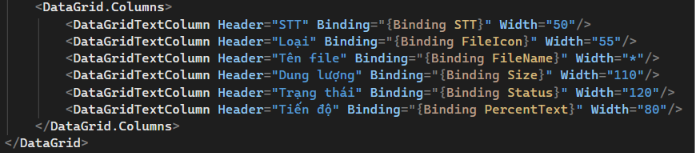 <DataGrid.Columns>
<DataGridTextColumn Header="STT" Binding="{Binding STT}" Width="50"/>
<DataGridTextColumn Header="Loại" Binding="{Binding FileIcon}" Width="55"/>
<DataGridTextColumn Header="Tên file" Binding="{Binding FileName}" Width="*"/>
<DataGridTextColumn Header="Dung lượng" Binding="{Binding Size}" Width="110"/>
<DataGridTextColumn Header="Trạng thái" Binding="{Binding Status}" Width="120"/>
<DataGridTextColumn Header="Tiến độ" Binding="{Binding PercentText}" Width="80"/>
</DataGrid.Columns>
</DataGrid>